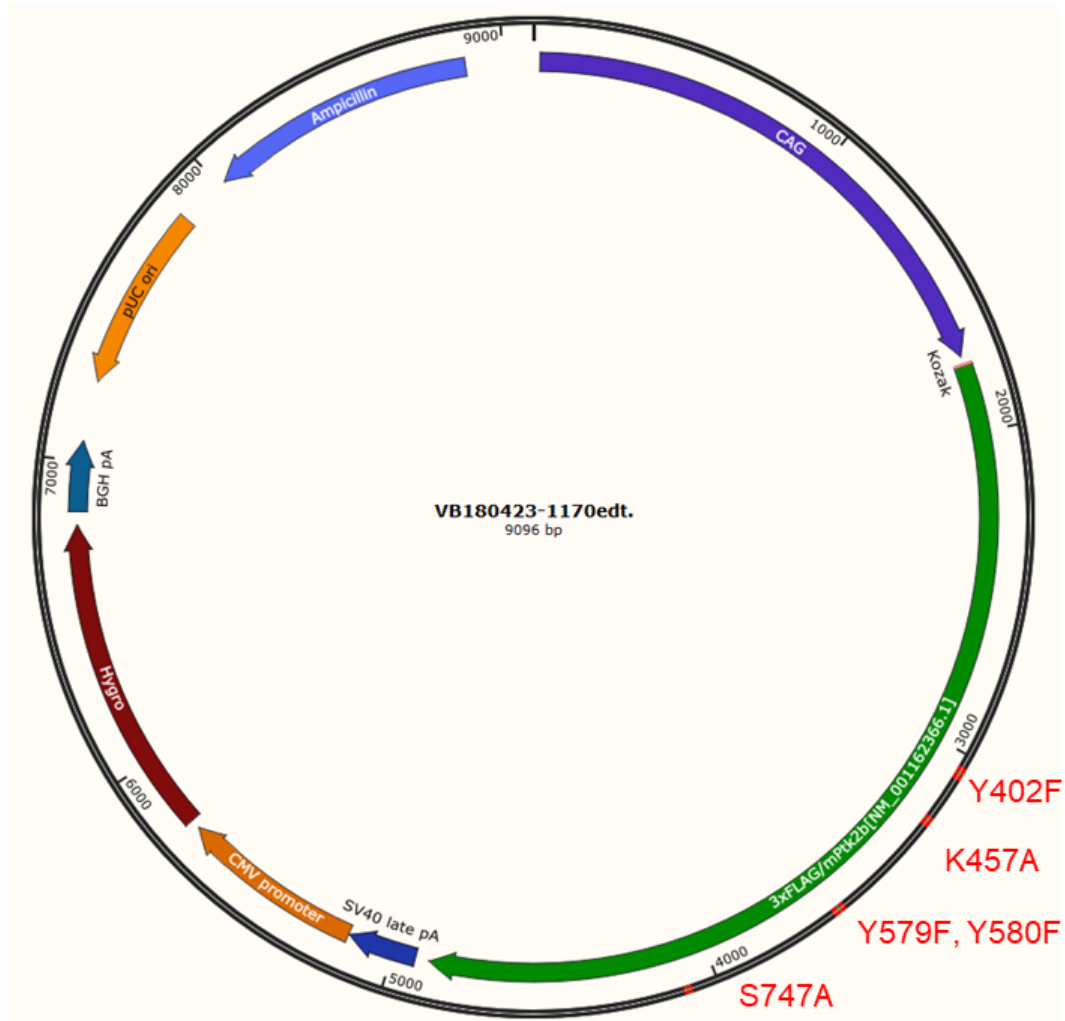 9000
Ampicillin
CAG
1000
8000
pUC ori
Kozak
2000
BGH pA
7000
VB180423-1170edt.
9096 bp
3xFLAG/mPtk2b[NM_001162366.1]
3000
Y402F
Hygro
6000
K457A
CMV promoter
SV40 late pA
Y579F, Y580F
5000
4000
S747A